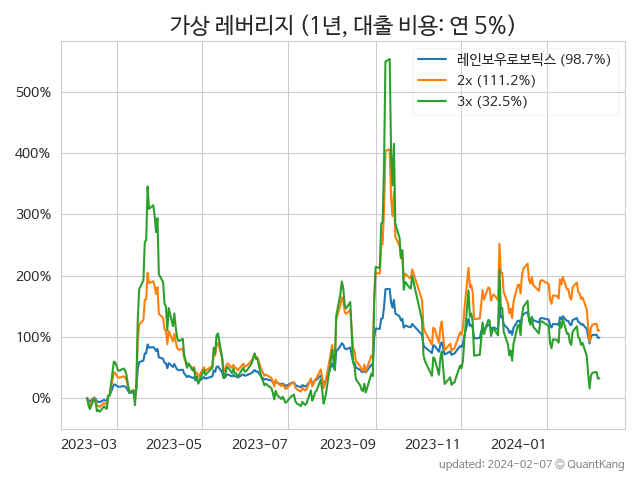 가상 레버리지 (1년, 대출 비용: 연 5%)
레인보우로보틱스 (98.7%)
2x (111.2%)
3x (32.5%)
500%
400%
300%
200%
100%
0%
2023-03 2023-05 2023-07 2023-09 2023-11 2024-01
updated: 2024-02-07 © QuantKang